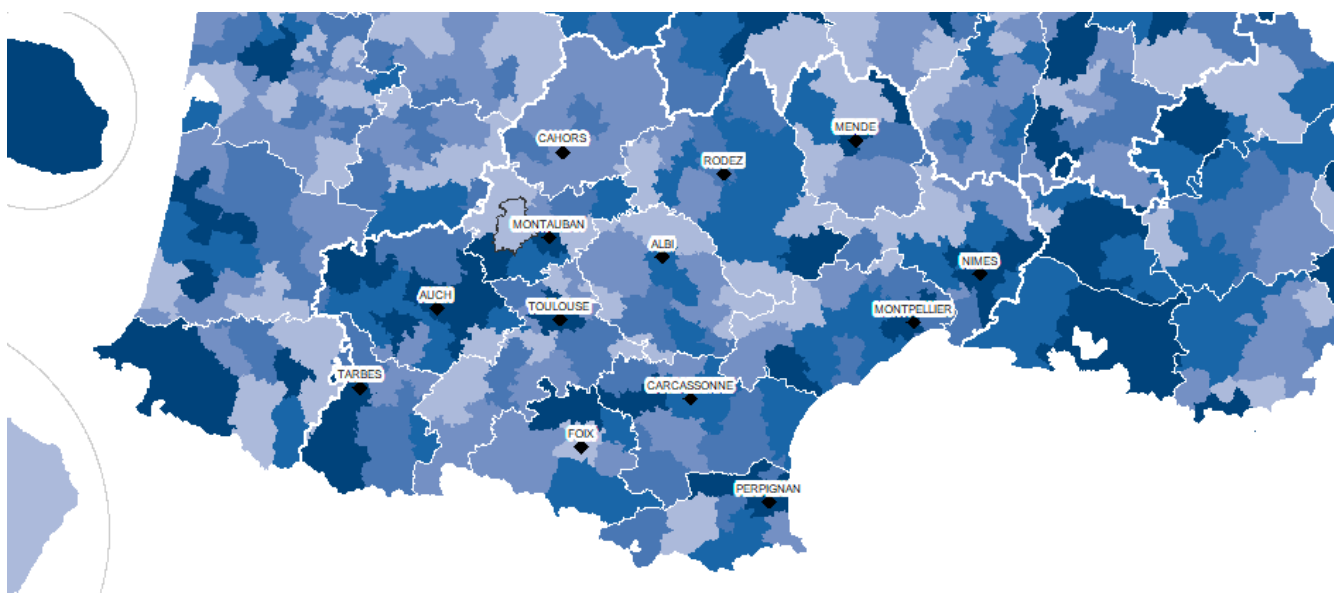 CAHORS
MENDE
RODEZ
MONTAUBAN
ALBI
NIMES
AUCH
TOULOUSE
MONTPELLIER
TARBES
CARCASSONNE
FOIX
PERPIGNAN